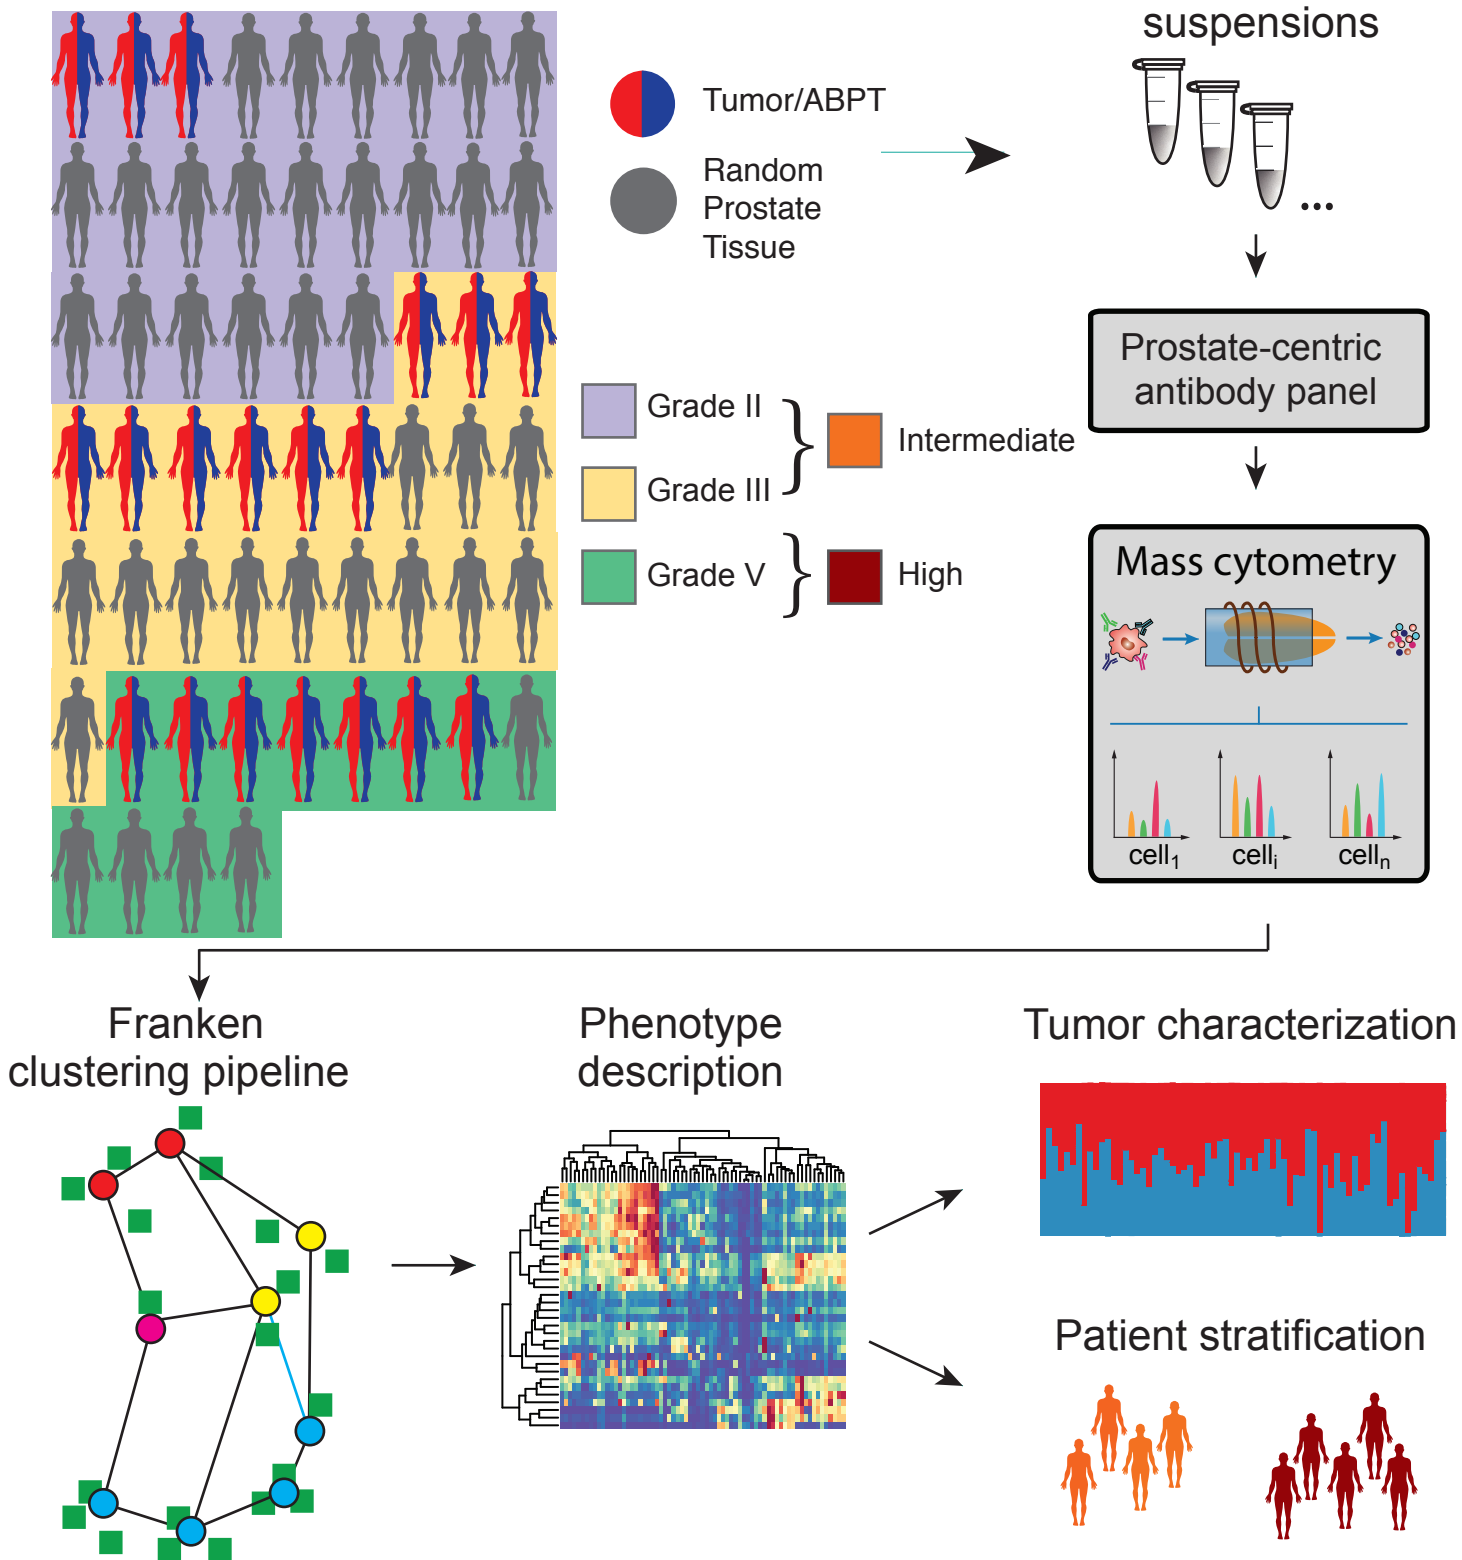 suspensions
Tumor/ABPT
Random
Prostate
Tissue
Prostate-centric
antibody panel
Grade II
Intermediate
Grade III
Grade V
High
Mass cytometry
cell1
celli
celln
Franken
clustering pipeline
Phenotype
description
Tumor characterization
Patient stratification